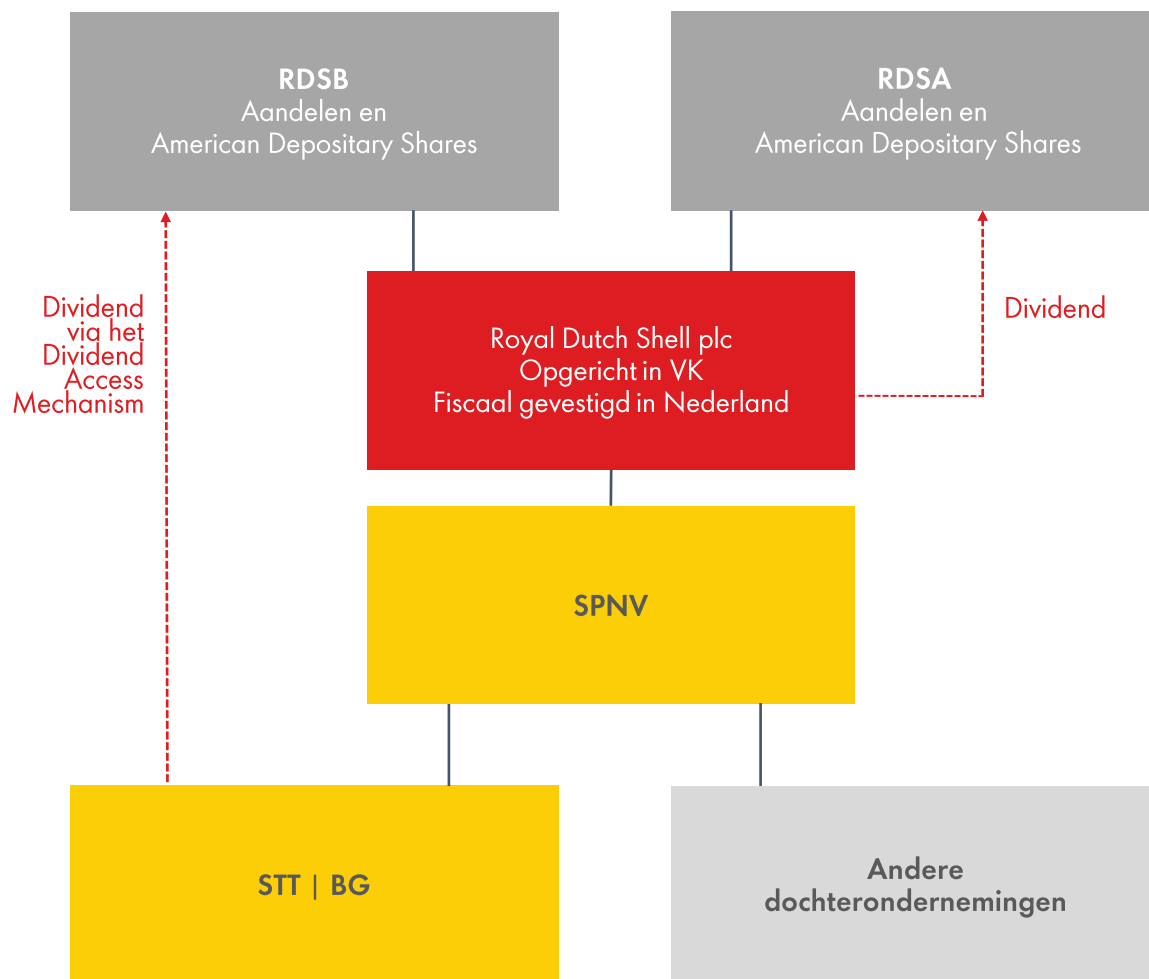 RDSB
Aandelen en
American Depositary Shares
RDSA
Aandelen en
American Depositary Shares
Dividend
via het
Dividend
Access
Mechanism
Royal Dutch Shell plc
Opgericht in VK
Fiscaal gevestigd in Nederland
Dividend
SPNV
STT | BG
Andere
dochterondernemingen